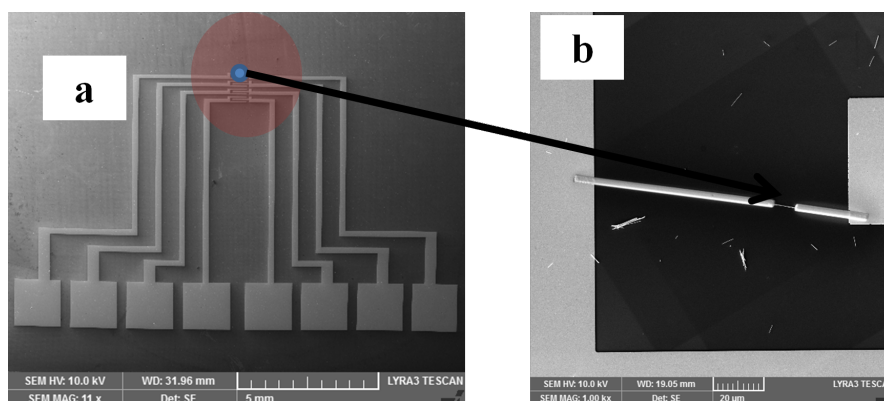 a
b
SEM HV: 10.0 kV WD: 31.96 mm LYRA3 TESCAN
SEM MAG: 11 x Det: SE 5 mm
SEM HV: 10.0 kV WD: 19.05 mm LYRA3 TESCA
SEM MAG: 1.00 kx Det: SE 20 µm